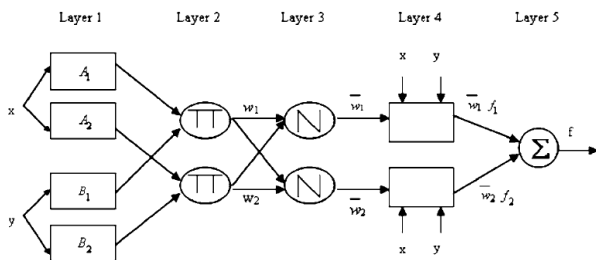 Layer 1 Layer 2 Layer 3 Layer 4 Layer 5
x y
A1 w1 w̅1 w̅1 f1
x A2 Π N f
Σ
B1 Π N
y w2 w̅2 w̅2 f2
B2
x y